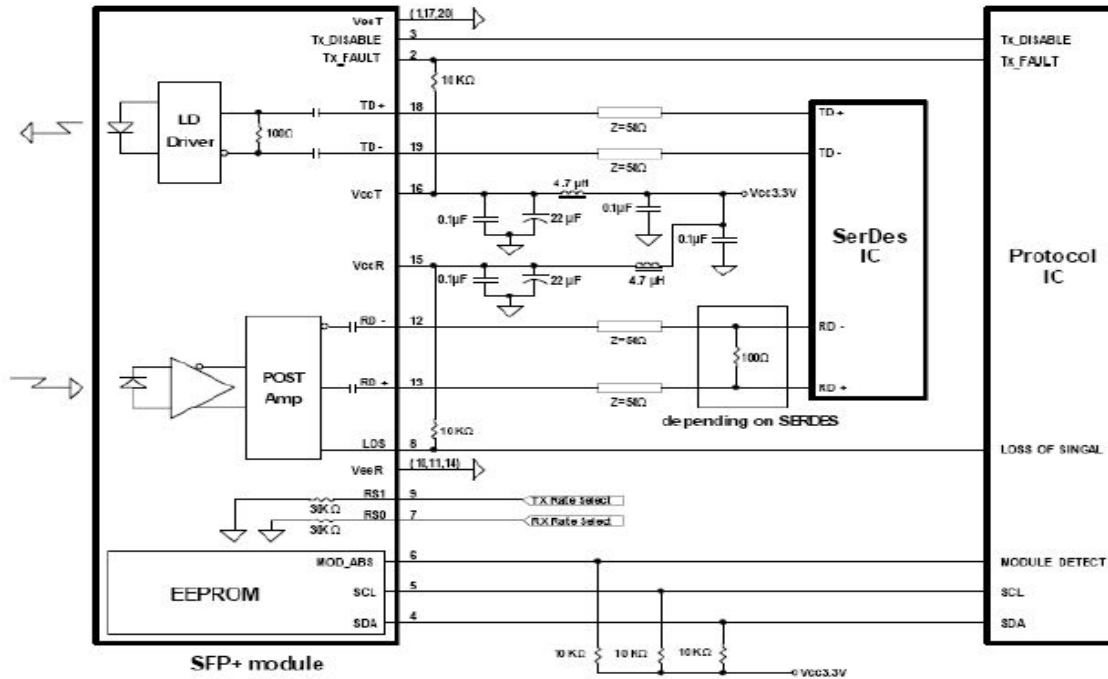 VeeT (1,17,20)
Tx_DISABLE 3 Tx_DISABLE
Tx_FAULT 2 Tx_FAULT
10 KΩ
LD
Driver
100Ω
TD+ 18 Z=50Ω TD+
TD- 19 Z=50Ω TD -
VccT 16 4.7 µH Vcc3.3V
0.1µF 22 µF 0.1µF
0.1µF
SerDes
IC
Protocol
IC
VccR 15
0.1µF 22 µF 4.7 µH
RD - 12 Z=50Ω RD -
100Ω
POST
Amp
RD + 13 Z=50Ω RD +
depending on SERDES
10 KΩ
LOS 8 LOSS OF SINGAL
VeeR (10,11,14)
RS1 9 TX Rate Select
30KΩ
RS0 7 RX Rate Select
30KΩ
MOD_ABS 6 MODULE DETECT
EEPROM
SCL 5 SCL
SDA 4 SDA
10 KΩ 10 KΩ 10 KΩ
Vcc3.3V
SFP+ module